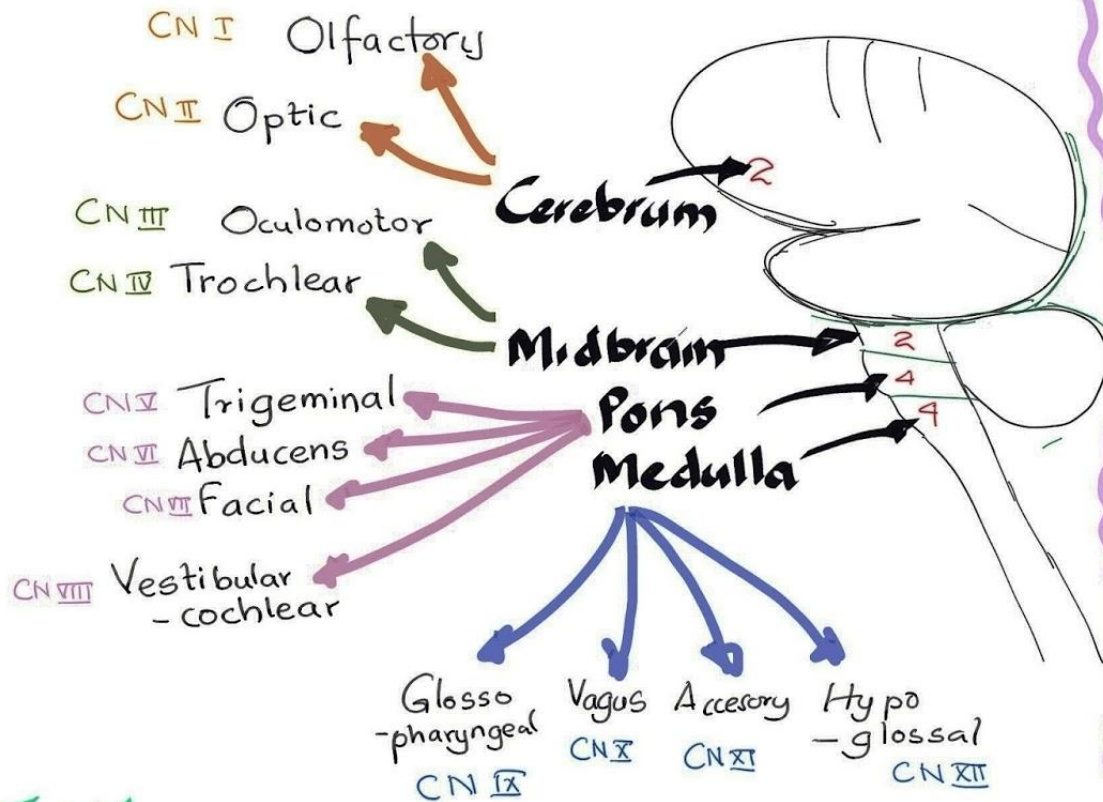 CN I Olfactory
CN II Optic
Cerebrum 2
CN III Oculomotor
CN IV Trochlear
Midbrain 2
CN V Trigeminal
Pons 4
CN VI Abducens
Medulla 4
CN VII Facial
CN VIII Vestibular
- cochlear
Glosso
-pharyngeal
CN IX
Vagus
CN X
Accesory
CN XI
Hypo
- glossal
CN XII